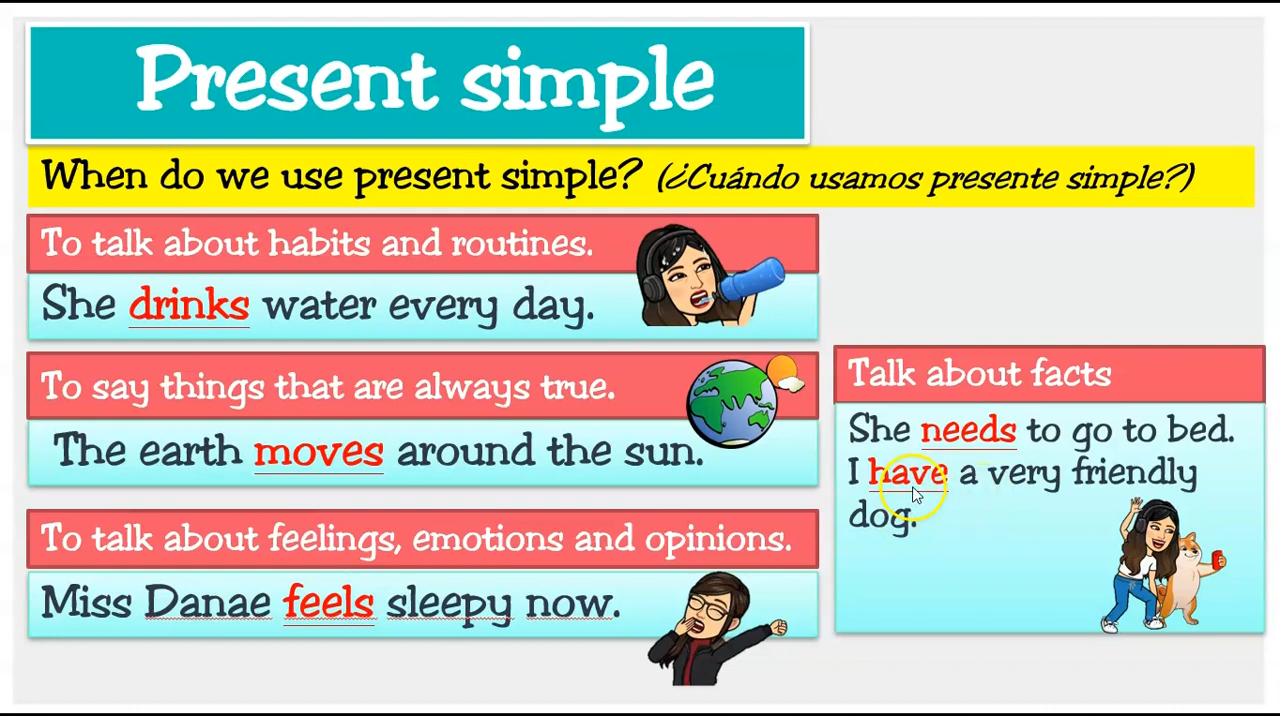 Present simple
When do we use present simple? (¿Cuándo usamos presente simple?)
To talk about habits and routines.
She drinks water every day.
To say things that are always true.
The earth moves around the sun.
To talk about feelings, emotions and opinions.
Miss Danae feels sleepy now.
Talk about facts
She needs to go to bed.
I have a very friendly
dog.